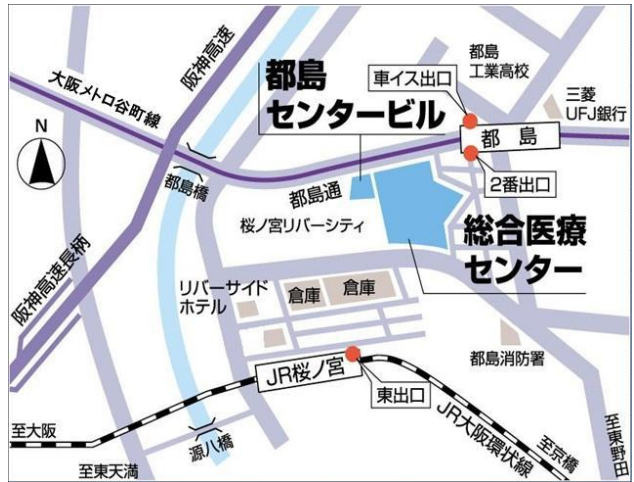 阪神高速
大阪メトロ谷町線
都島
センタービル
車イス出口
都島
工業高校
三菱
UFJ銀行
都島
N
都島橋
都島通
2番出口
桜ノ宮リバーシティ
総合医療
センター
阪神高速長柄
リバーサイド
ホテル
倉庫
倉庫
都島消防署
JR桜ノ宮
東出口
JR大阪環状線
至大阪
源八橋
至京橋
至東野田
至東天満